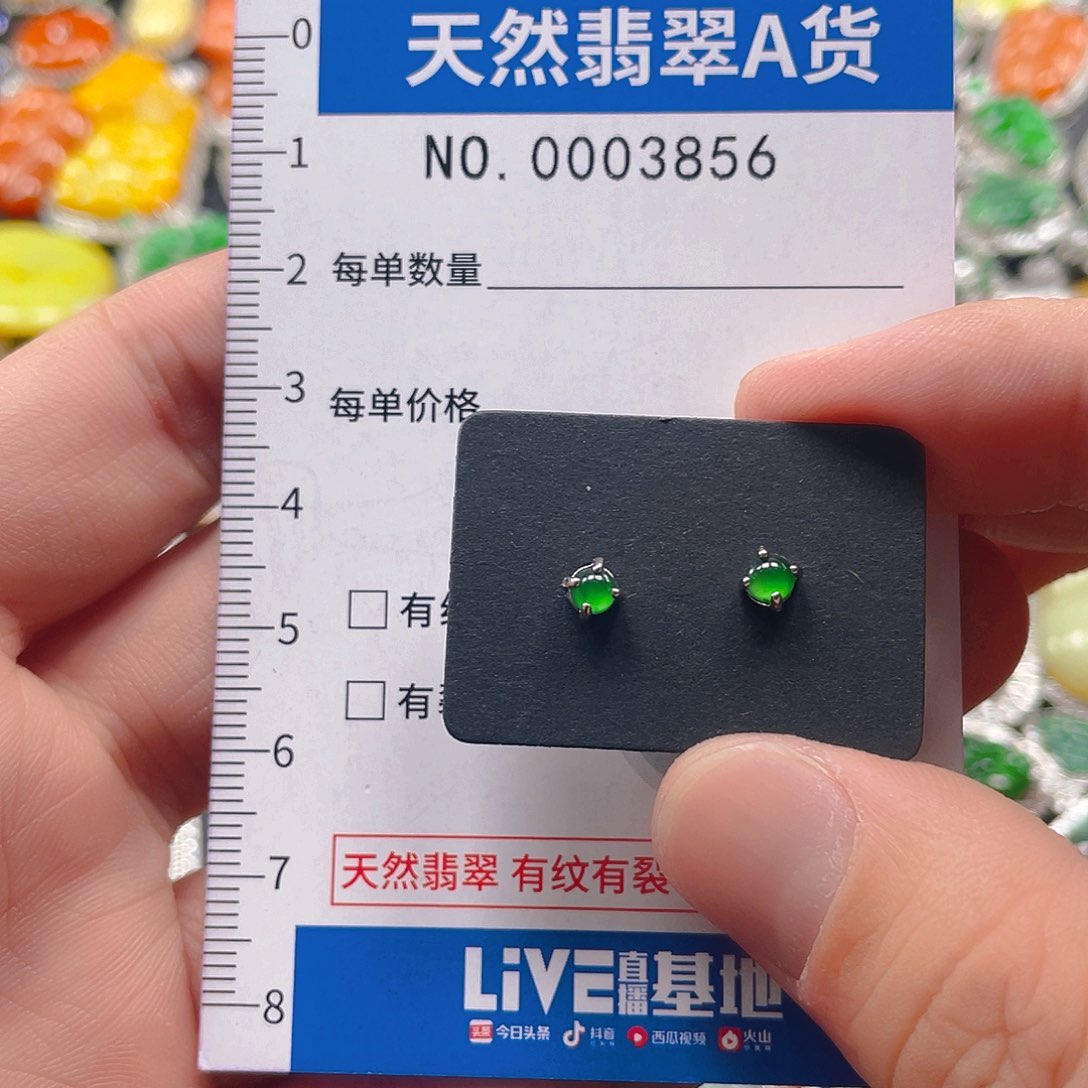 天然翡翠A货
0
1
NO.0003856
2
每单数量
3
每单价格
4
5
有
有
6
7
天然翡翠 有纹有裂
8
LiVE直播基地
头条 今日头条 抖音 西瓜视频 火山